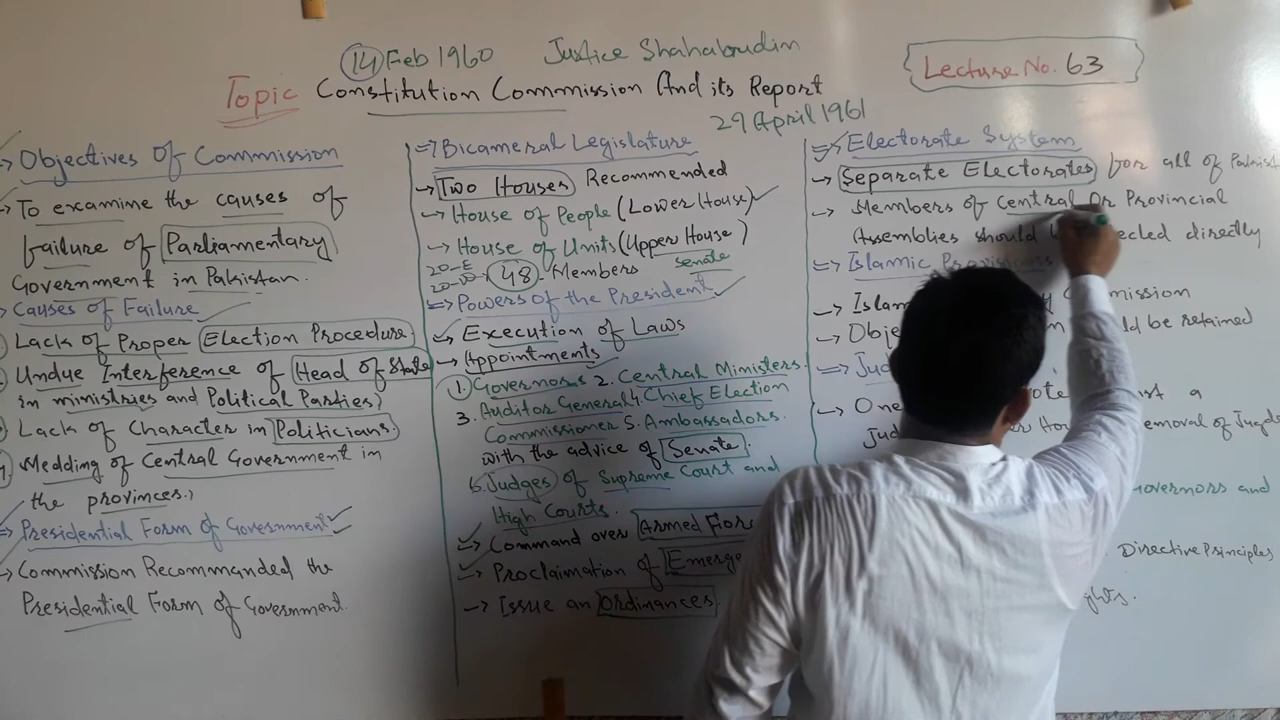 14 Feb 1960 Justice Shahabudin
Lecture No. 63
Topic Constitution Commission And its Report
29 April 1961
Objectives Of Commission
To examine the causes of
failure of Parliamentary
Government in Pakistan.
Causes of Failure
Lack of Proper Election Procedure
Undue Interference of Head of State
in ministries and Political Parties
Lack of Character in Politicians
Medding of Central Government in
the provinces
Presidential Form of Government
Commission Recommanded the
Presidential Form of Government.
Bicameral Legislature
Two Houses Recommended
House of People (Lower House)
House of Units (Upper House)
Senate
20-E
48 Members
Powers of the President
Execution of Laws
Appointments
1. Governors 2. Central Ministers.
3. Auditor General 4. Chief Election
Commissioner 5. Ambassadors.
with the advice of Senate.
6. Judges of Supreme Court and
High Courts.
Command over Armed
Proclaimation of
Issue an Ordinances
Electorate System
Separate Electorates for all of
Members of Central Or Provincial
Assemblies should directly
Islamic Provisions
Commission
be retained
One a
Governors and
Directive Principles